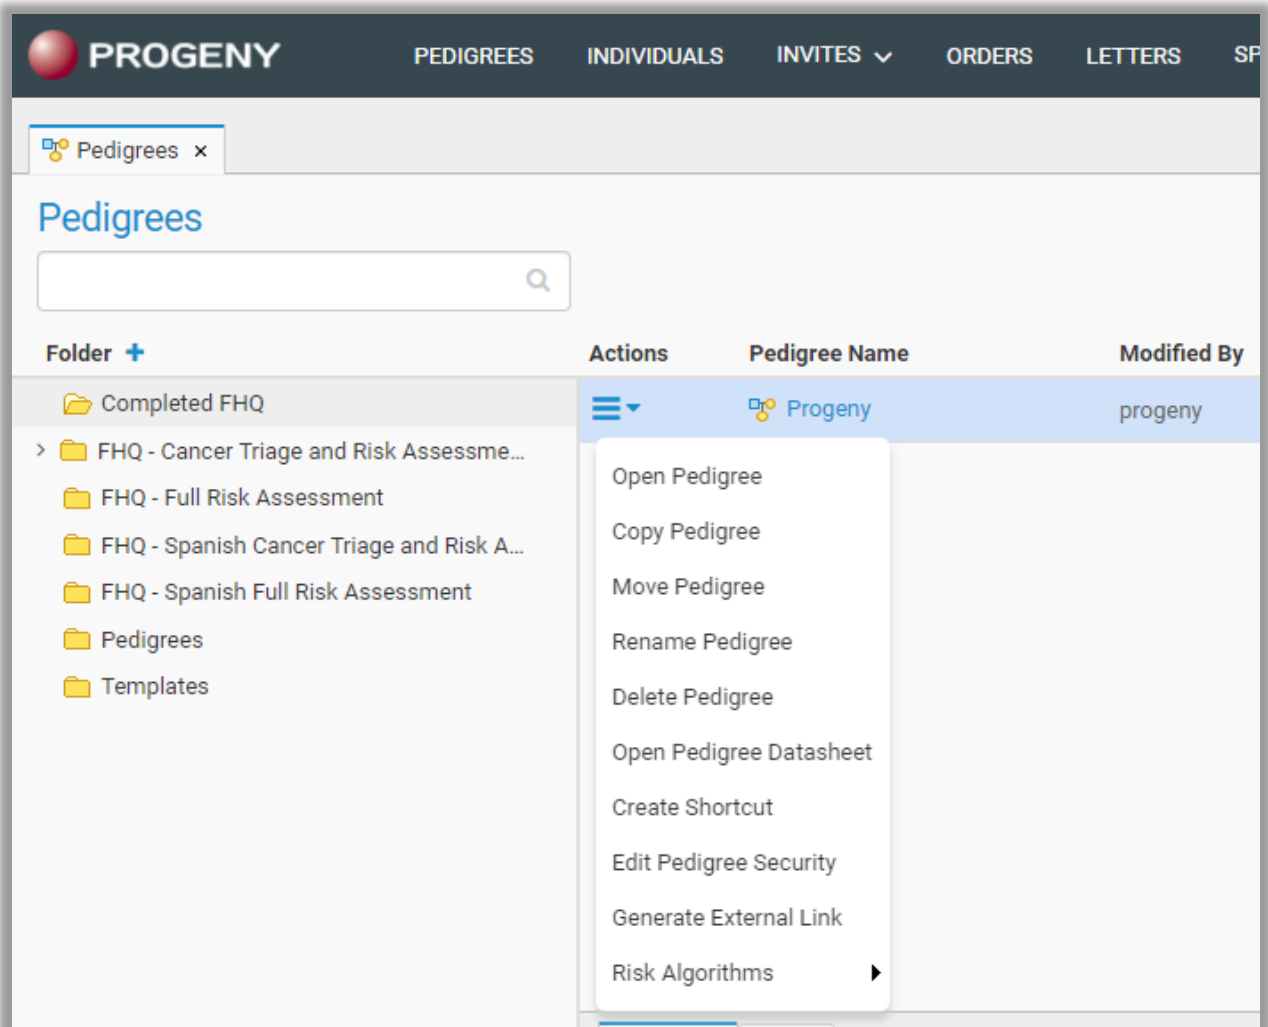 PROGENY PEDIGREES INDIVIDUALS INVITES ORDERS LETTERS SP
Pedigrees ×
Pedigrees
Folder + Actions Pedigree Name Modified By
Completed FHQ Progeny progeny
FHQ - Cancer Triage and Risk Assessme...
FHQ - Full Risk Assessment
FHQ - Spanish Cancer Triage and Risk A...
FHQ - Spanish Full Risk Assessment
Pedigrees
Templates
Open Pedigree
Copy Pedigree
Move Pedigree
Rename Pedigree
Delete Pedigree
Open Pedigree Datasheet
Create Shortcut
Edit Pedigree Security
Generate External Link
Risk Algorithms